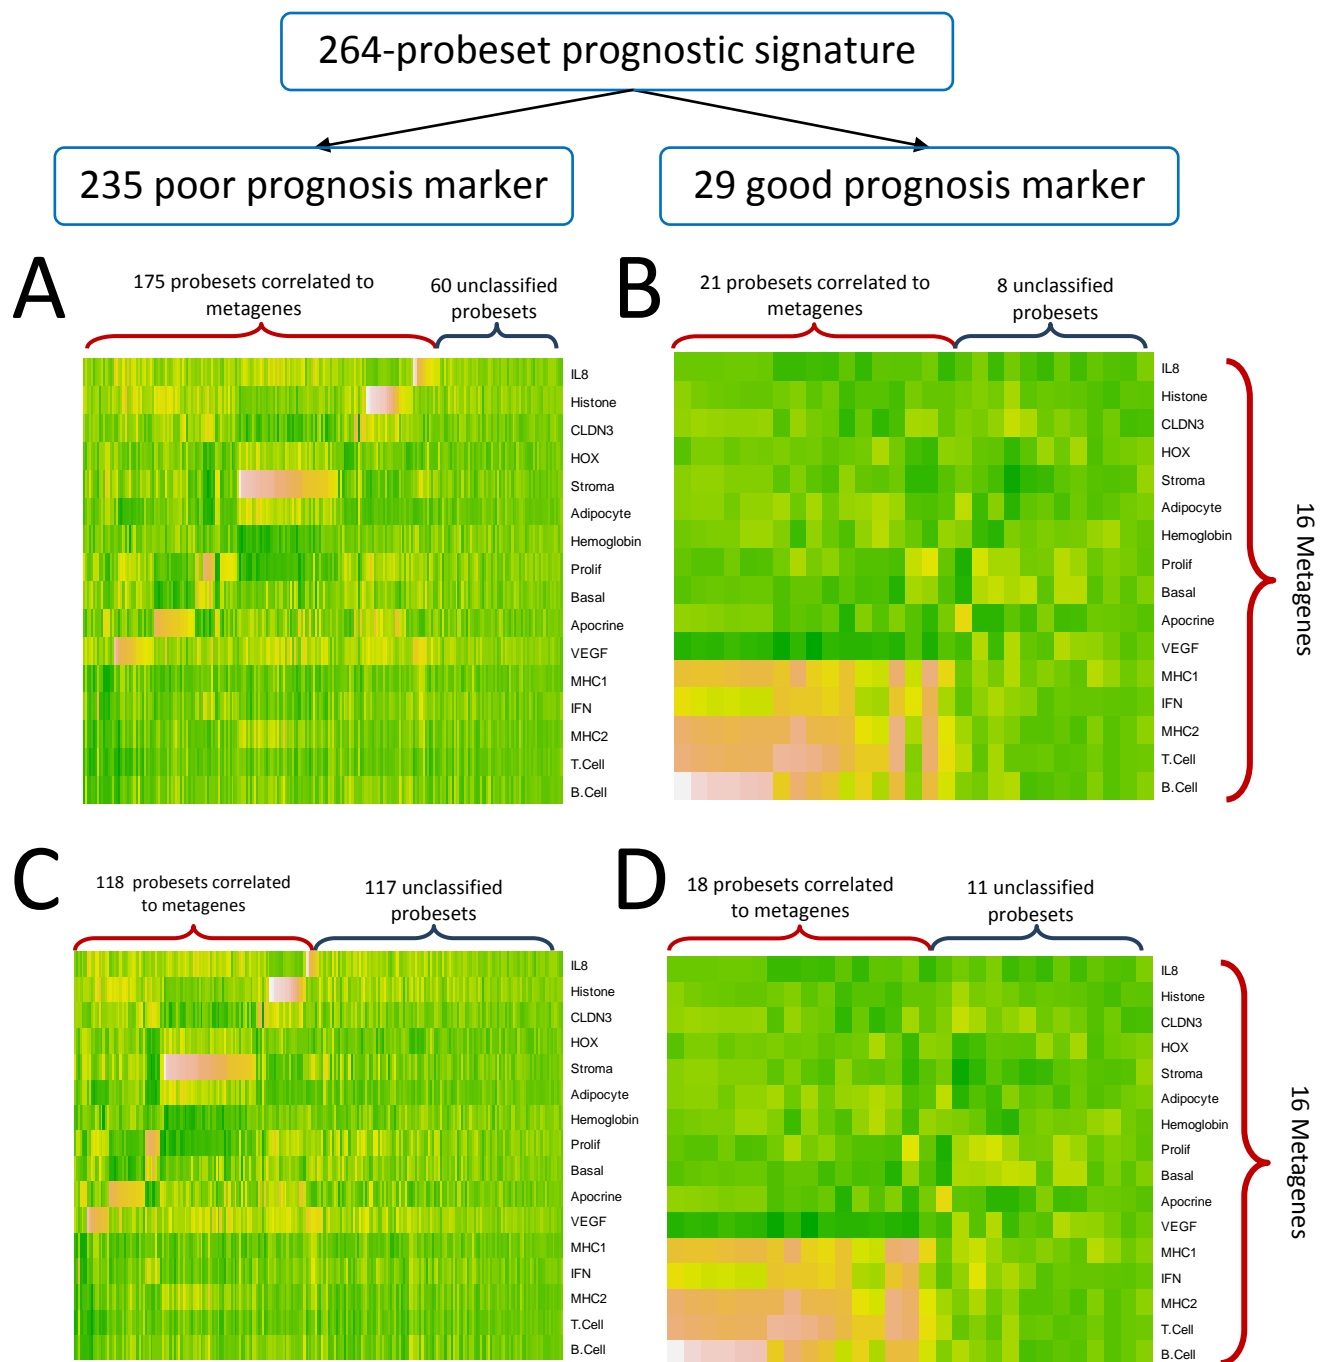 264-probeset prognostic signature
235 poor prognosis marker
29 good prognosis marker
A
175 probesets correlated to
metagenes
60 unclassified
probesets
IL8
Histone
CLDN3
HOX
Stroma
Adipocyte
Hemoglobin
Prolif
Basal
Apocrine
VEGF
MHC1
IFN
MHC2
T.Cell
B.Cell
B
21 probesets correlated to
metagenes
8 unclassified
probesets
IL8
Histone
CLDN3
HOX
Stroma
Adipocyte
Hemoglobin
Prolif
Basal
Apocrine
VEGF
MHC1
IFN
MHC2
T.Cell
B.Cell
16 Metagenes
C
118 probesets correlated
to metagenes
117 unclassified
probesets
IL8
Histone
CLDN3
HOX
Stroma
Adipocyte
Hemoglobin
Prolif
Basal
Apocrine
VEGF
MHC1
IFN
MHC2
T.Cell
B.Cell
D
18 probesets correlated
to metagenes
11 unclassified
probesets
IL8
Histone
CLDN3
HOX
Stroma
Adipocyte
Hemoglobin
Prolif
Basal
Apocrine
VEGF
MHC1
IFN
MHC2
T.Cell
B.Cell
16 Metagenes